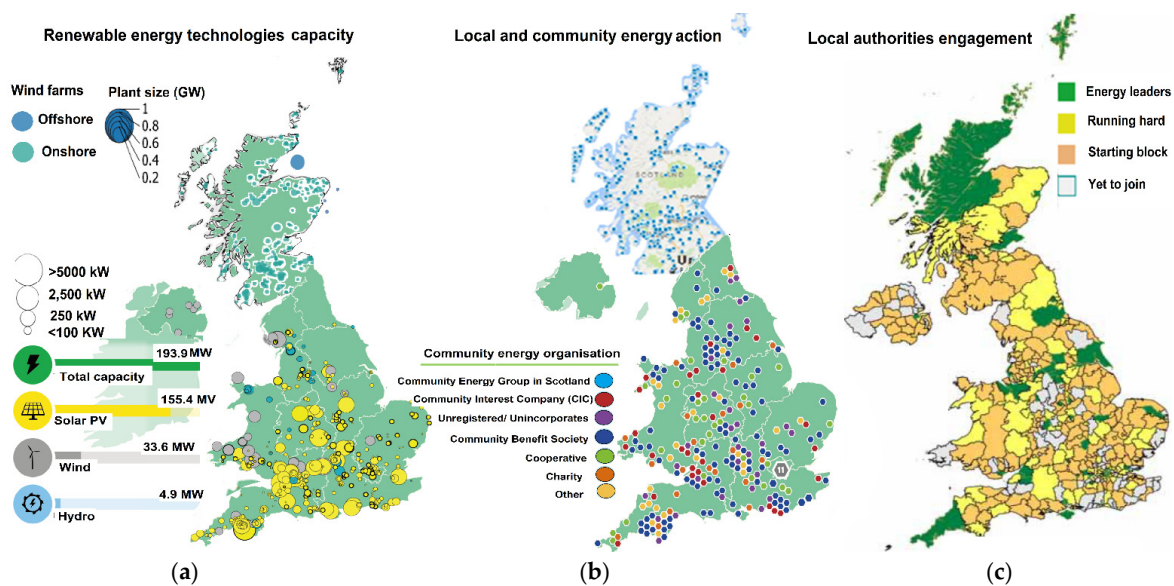 Renewable energy technologies capacity
Wind farms
Offshore
Onshore
Plant size (GW)
1
0.8
0.6
0.4
0.2
>5000 kW
2,500 kW
250 kW
<100 KW
193.9 MW
Total capacity
155.4 MV
Solar PV
33.6 MW
Wind
4.9 MW
Hydro
(a)
Local and community energy action
SCOTLAND
Ur
Community energy organisation
Community Energy Group in Scotland
Community Interest Company (CIC)
Unregistered/ Unincorporates
Community Benefit Society
Cooperative
Charity
Other
11
(b)
Local authorities engagement
Energy leaders
Running hard
Starting block
Yet to join
(c)